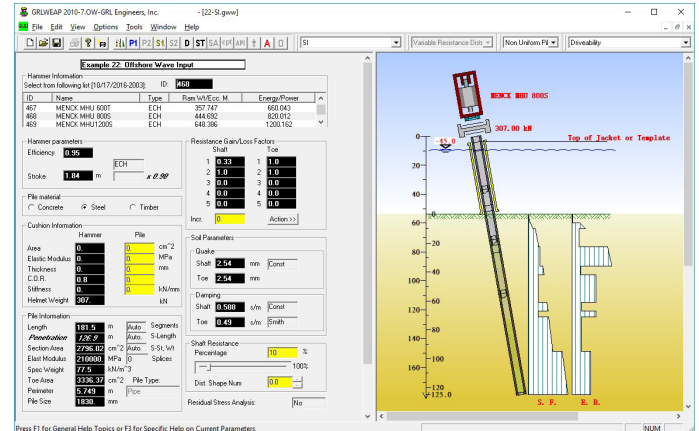 GRLWEAP 2010-7.OW-GRL Engineers, Inc. - [22-SI.gww]
File Edit View Options Tools Window Help
P1 P2 S1 S2 D ST SA A D SI Variable Resistance Distr Non Uniform Pil Driveability
Example 22: Offshore Wave Input
Hammer Information
Select from following list [10/17/2016-2003]: ID: 468
ID Name Type Ram Wt/Ecc. M. Energy/Power
467 MENCK MHU 600T ECH 357.747 660.043
468 MENCK MHU 800S ECH 444.692 820.012
469 MENCK MHU1200S ECH 648.386 1200.162
Hammer parameters
Efficiency 0.95
ECH
Stroke 1.84 m x 0.90
Pile material
Concrete Steel Timber
Cushion Information
Hammer Pile
Area 0. 0. cm^2
Elastic Modulus 0. 0. MPa
Thickness 0. 0. mm
C.O.R. 0.8 0.
Stiffness 0. 0. kN/mm
Helmet Weight 307. kN
Pile Information
Length 181.5 m Auto Segments
Penetration 126.9 m Auto. S-Length
Section Area 2796.02 cm^2 Auto. S-St, Wt
Elast Modulus 210000. MPa 0 Splices
Spec Weight 77.5 kN/m^3
Toe Area 3336.37 cm^2 Pile Type:
Perimeter 5.749 m Pipe
Pile Size 1830. mm
Resistance Gain/Loss Factors
Shaft Toe
1 0.33 1 1.0
2 1.0 2 1.0
3 0.0 3 0.0
4 0.0 4 0.0
5 0.0 5 0.0
Incr. 0 Action >>
Soil Parameters
Quake
Shaft 2.54 mm Const
Toe 2.54 mm
Damping
Shaft 0.580 s/m Const
Toe 0.49 s/m Smith
Shaft Resistance
Percentage 10 %
100%
Dist. Shape Num 0.0
Residual Stress Analysis: No
MENCK MHU 800S
307.00 kN
Top of Jacket or Template
0
-45.0
20
40
0
60
20
80
40
100
60
120
80
140
100
160
120
125.0
S. F. E. B.
Press F1 for General Help Topics or F3 for Specific Help on Current Parameters NUM